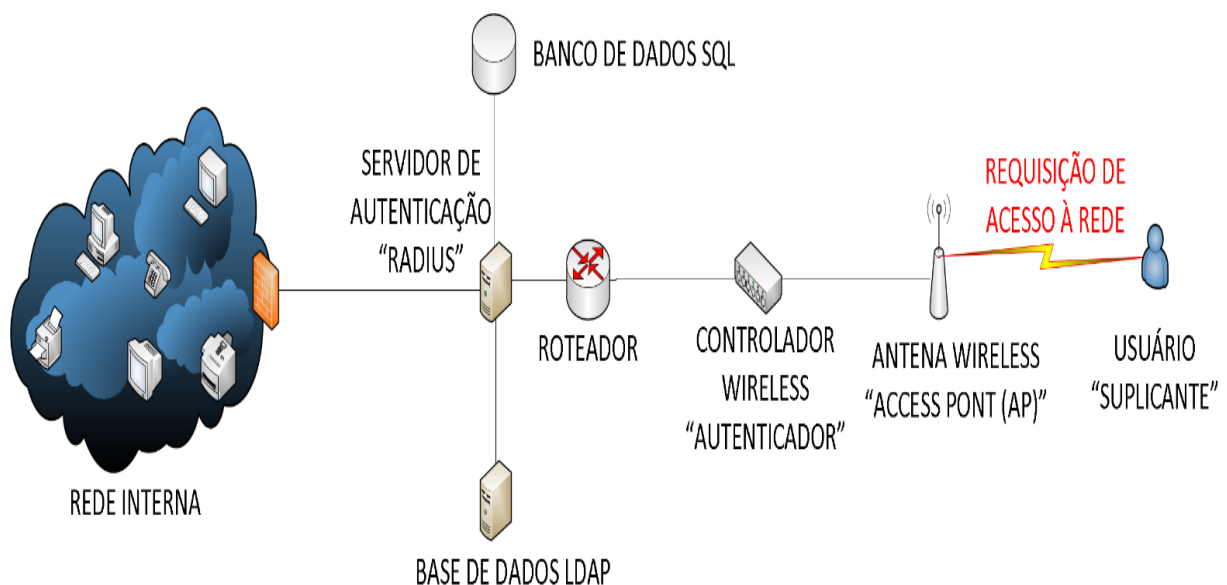 BANCO DE DADOS SQL
SERVIDOR DE
AUTENTICAÇÃO
“RADIUS”
REQUISIÇÃO DE
ACESSO À REDE
ROTEADOR
CONTROLADOR
WIRELESS
“AUTENTICADOR”
ANTENA WIRELESS
“ACCESS PONT (AP)”
USUÁRIO
“SUPLICANTE”
REDE INTERNA
BASE DE DADOS LDAP